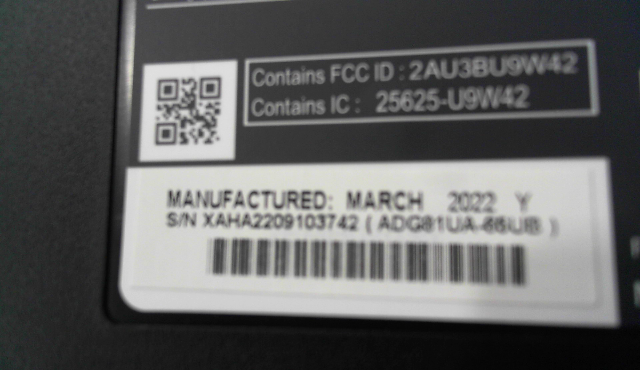 Contains FCC ID : 2AU3BU9W42
Contains IC : 25625-U9W42
MANUFACTURED: MARCH 2022 Y
S/N XAHA2209103742 ( ADG81UA-66UB )